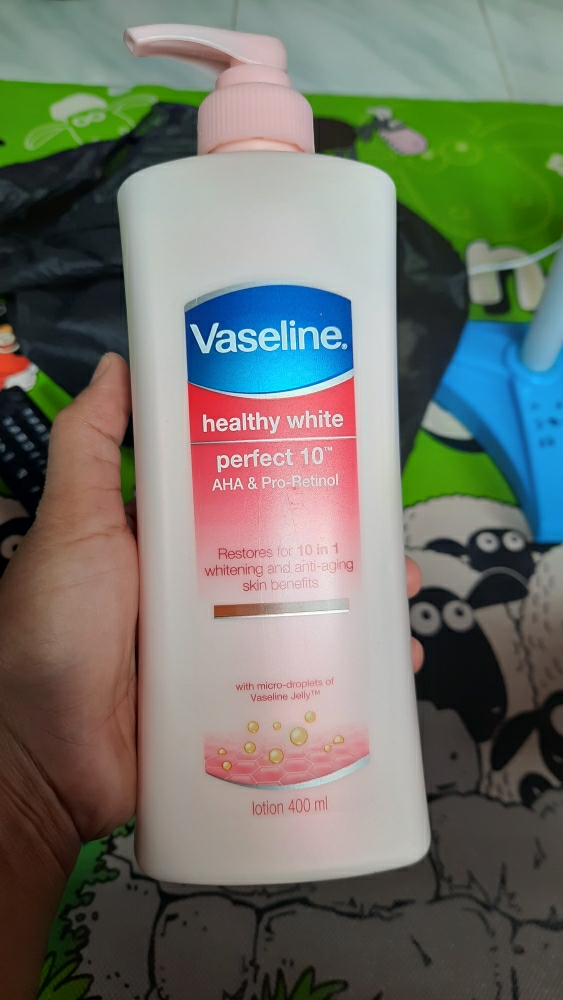 Vaseline.
healthy white
perfect 10™
AHA & Pro-Retinol
Restores for 10 in 1
whitening and anti-aging
skin benefits
with micro-droplets of
Vaseline Jelly™
lotion 400 ml